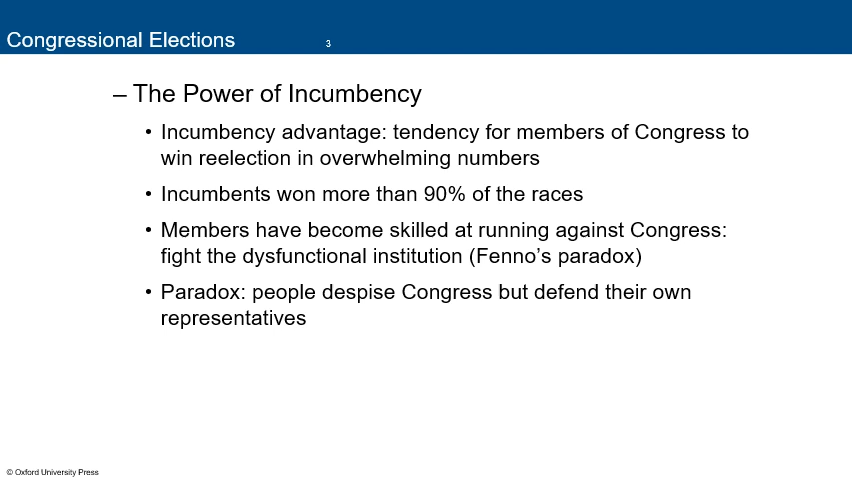 Congressional Elections 3
– The Power of Incumbency
• Incumbency advantage: tendency for members of Congress to
win reelection in overwhelming numbers
• Incumbents won more than 90% of the races
• Members have become skilled at running against Congress:
fight the dysfunctional institution (Fenno’s paradox)
• Paradox: people despise Congress but defend their own
representatives
© Oxford University Press